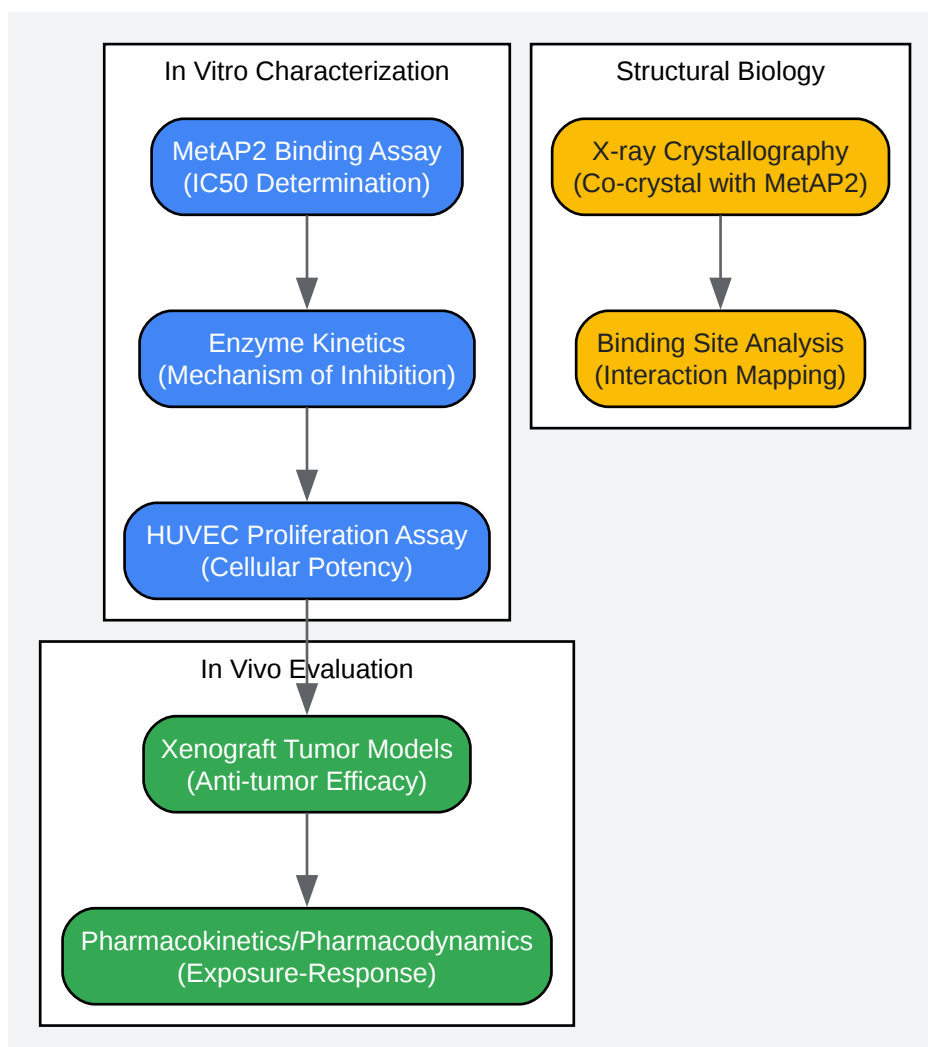 In Vitro Characterization
MetAP2 Binding Assay
(IC50 Determination)
Enzyme Kinetics
(Mechanism of Inhibition)
HUVEC Proliferation Assay
(Cellular Potency)
Structural Biology
X-ray Crystallography
(Co-crystal with MetAP2)
Binding Site Analysis
(Interaction Mapping)
In Vivo Evaluation
Xenograft Tumor Models
(Anti-tumor Efficacy)
Pharmacokinetics/Pharmacodynamics
(Exposure-Response)